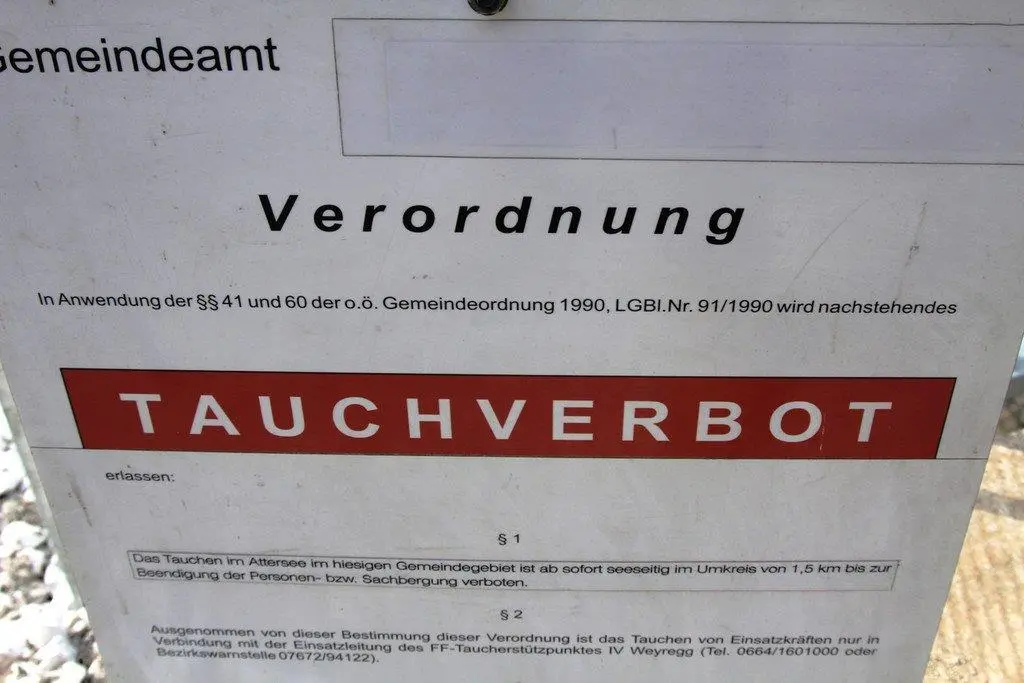 Gemeindeamt
Verordnung
In Anwendung der §§ 41 und 60 der o.ö. Gemeindeordnung 1990, LGBl.Nr. 91/1990 wird nachstehendes
TAUCHVERBOT
erlassen:
§ 1
Das Tauchen im Attersee im hiesigen Gemeindegebiet ist ab sofort seeseitig im Umkreis von 1,5 km bis zur
Beendigung der Personen- bzw. Sachbergung verboten.
§ 2
Ausgenommen von dieser Bestimmung dieser Verordnung ist das Tauchen von Einsatzkräften nur in
Verbindung mit der Einsatzleitung des FF-Taucherstützpunktes IV Weyregg (Tel. 0664/1601000 oder
Bezirkswarnstelle 07672/94122).